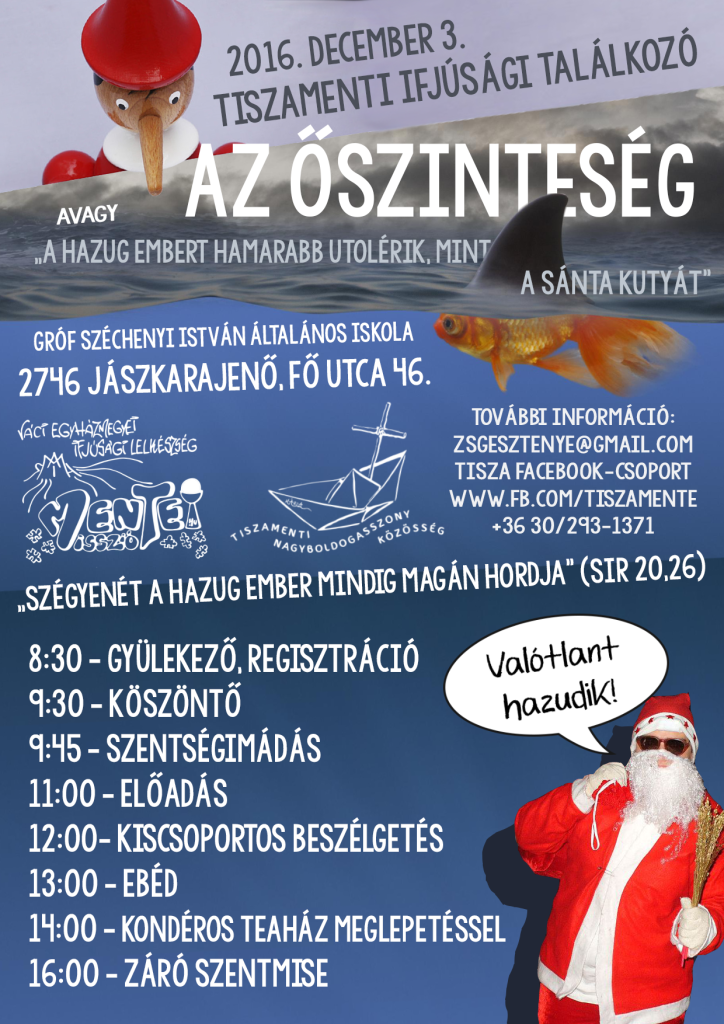 2016. DECEMBER 3.
TISZAMENTI IFJÚSÁGI TALÁLKOZÓ
AZ ŐSZINTESÉG
AVAGY
„A HAZUG EMBERT HAMARABB UTOLÉRIK, MINT
A SÁNTA KUTYÁT”
GRÓF SZÉCHENYI ISTVÁN ÁLTALÁNOS ISKOLA
2746 JÁSZKARAJENŐ, FŐ UTCA 46.
VÁCI EGYHÁZMEGYEI
IFJÚSÁGI LELKÉSZSÉG
MENTE
MISSZIÓ
TISZAMENTI
NAGYBOLDOGASSZONY
KÖZÖSSÉG
TOVÁBBI INFORMÁCIÓ:
ZSGESZTENYE@GMAIL.COM
TISZA FACEBOOK-CSOPORT
WWW.FB.COM/TISZAMENTE
+36 30/293-1371
„SZÉGYENÉT A HAZUG EMBER MINDIG MAGÁN HORDJA” (SIR 20,26)
8:30 - GYÜLEKEZŐ, REGISZTRÁCIÓ
9:30 - KÖSZÖNTŐ
9:45 - SZENTSÉGIMÁDÁS
11:00 - ELŐADÁS
12:00- KISCSOPORTOS BESZÉLGETÉS
13:00 - EBÉD
14:00 - KONDÉROS TEAHÁZ MEGLEPETÉSSEL
16:00 - ZÁRÓ SZENTMISE
Valótlant
hazudik!